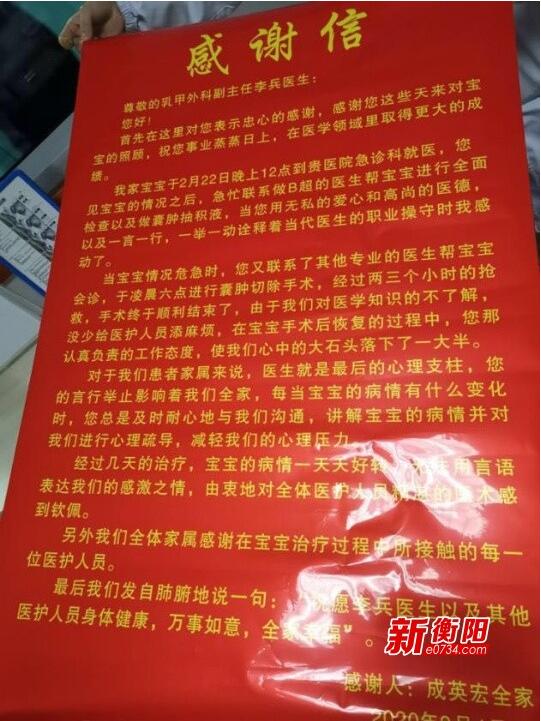 感谢信
尊敬的乳甲外科副主任李兵医生：
您好！
首先在这里对您表示忠心的感谢，感谢您这些天来对宝
宝的照顾，祝您事业蒸蒸日上，在医学领域里取得更大的成
绩。
我家宝宝于2月22日晚上12点到贵医院急诊科就医，您
见宝宝的情况之后，急忙联系做B超的医生帮宝宝进行全面
检查以及做囊肿抽积液，当您用无私的爱心和高尚的医德，
以及一言一行，一举一动诠释着当代医生的职业操守时我感
动了。
当宝宝情况危急时，您又联系了其他专业的医生帮宝宝
会诊，于凌晨六点进行囊肿切除手术，经过两三个小时的抢
救，手术终于顺利结束了，由于我们对医学知识的不了解，
没少给医护人员添麻烦，在宝宝手术后恢复的过程中，您那
认真负责的工作态度，使我们心中的大石头落下了一大半。
对于我们患者家属来说，医生就是最后的心理支柱，您
的言行举止影响着我们全家，每当宝宝的病情有什么变化
时，您总是及时耐心地与我们沟通，讲解宝宝的病情并对
我们进行心理疏导，减轻我们的心理压力。
经过几天的治疗，宝宝的病情一天天好转，用言语
表达我们的感激之情，由衷地对全体医护人员术感
到钦佩。
另外我们全体家属感谢在宝宝治疗过程中所接触的每一
位医护人员。
最后我们发自肺腑地说一句："祝愿李兵医生以及其他
医护人员身体健康，万事如意，全家幸福"。
感谢人：成英宏全家
新衡阳
e0734.com